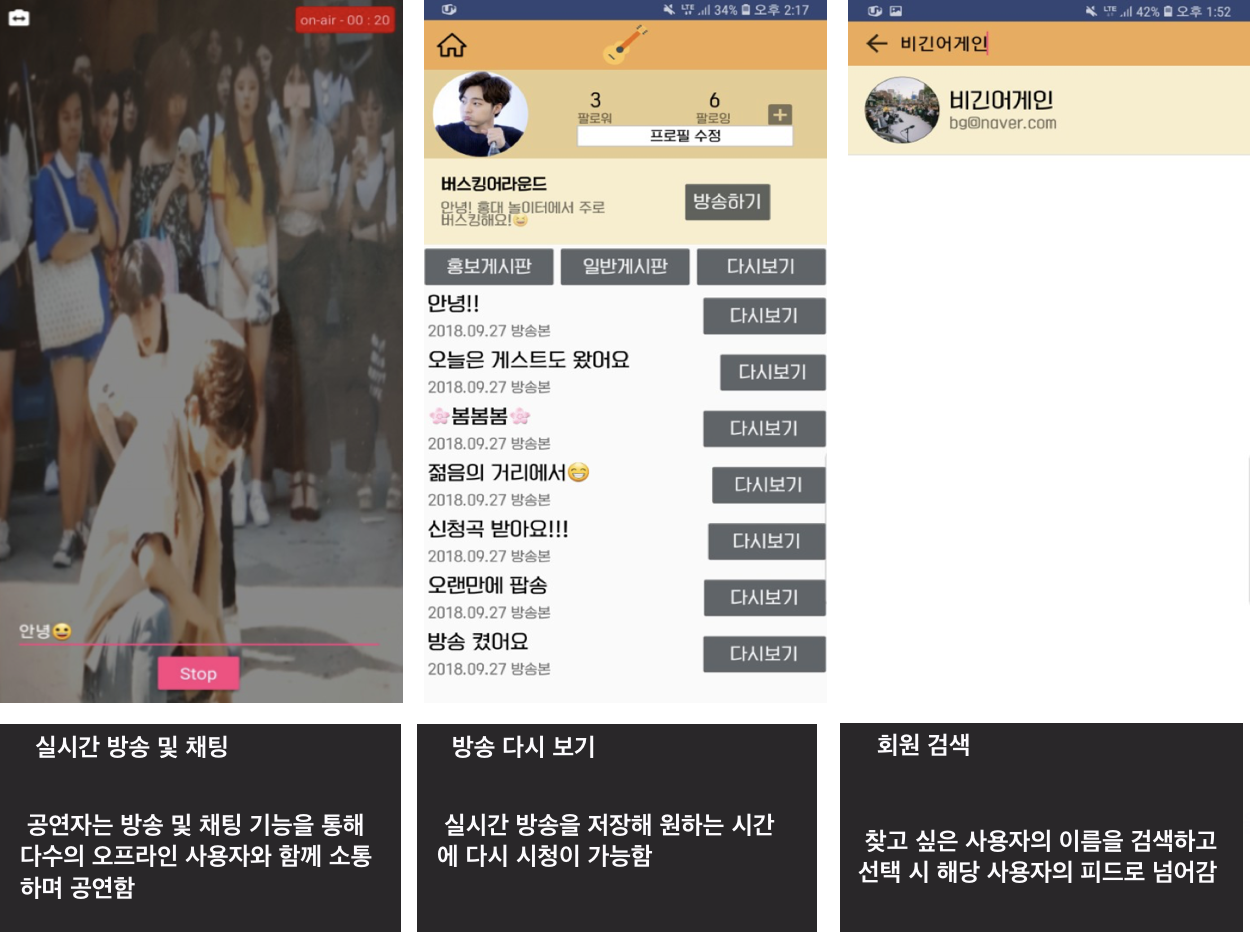 on-air - 00 : 20
안녕😆
Stop
34% 오후 2:17
3
6
팔로워
팔로잉
프로필 수정
버스킹어라운드
안녕! 홍대 놀이터에서 주로
버스킹해요!😆
방송하기
홍보게시판
일반게시판
다시보기
안녕!!
2018.09.27 방송본
다시보기
오늘은 게스트도 왔어요
2018.09.27 방송본
다시보기
🌸봄봄봄🌸
2018.09.27 방송본
다시보기
젊음의 거리에서😁
2018.09.27 방송본
다시보기
신청곡 받아요!!!
2018.09.27 방송본
다시보기
오랜만에 팝송
2018.09.27 방송본
다시보기
방송 켰어요
2018.09.27 방송본
다시보기
LTE 42% 오후 1:52
비긴어게인
비긴어게인
bg@naver.com
실시간 방송 및 채팅
공연자는 방송 및 채팅 기능을 통해
다수의 오프라인 사용자와 함께 소통
하며 공연함
방송 다시 보기
실시간 방송을 저장해 원하는 시간
에 다시 시청이 가능함
회원 검색
찾고 싶은 사용자의 이름을 검색하고
선택 시 해당 사용자의 피드로 넘어감